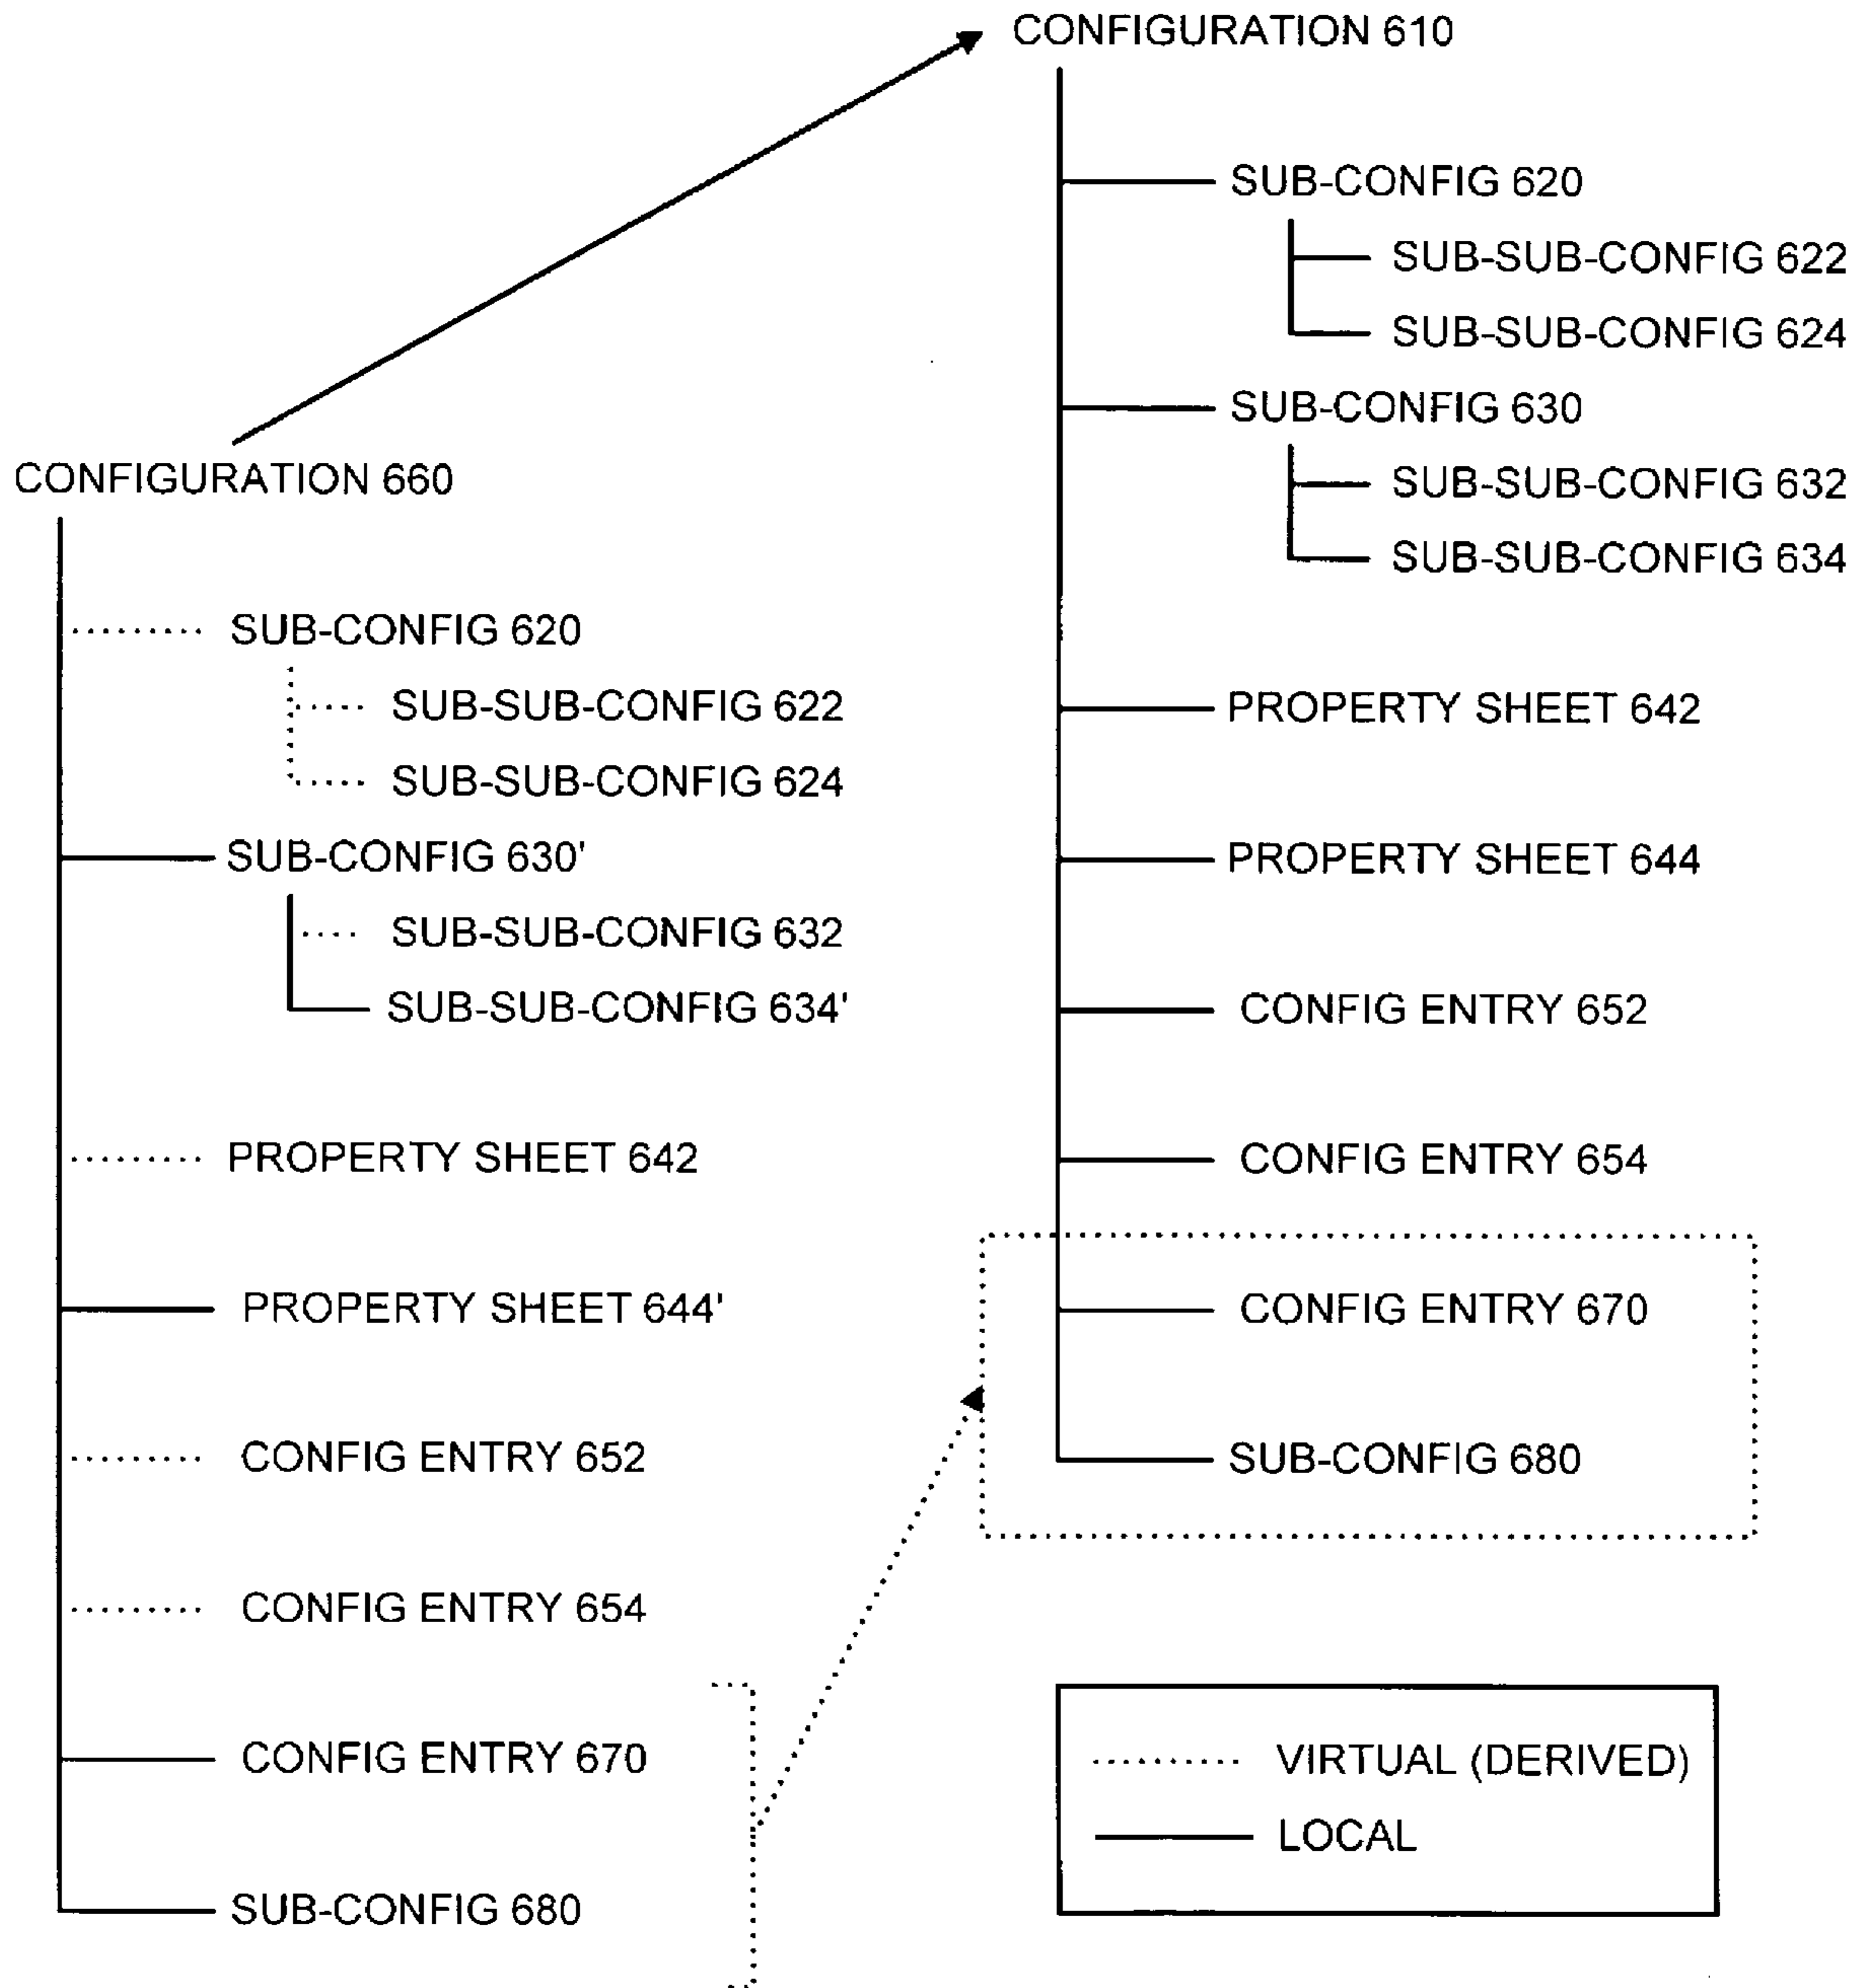 CONFIGURATION 610
SUB-CONFIG 620
SUB-SUB-CONFIG 622
SUB-SUB-CONFIG 624
SUB-CONFIG 630
SUB-SUB-CONFIG 632
SUB-SUB-CONFIG 634
PROPERTY SHEET 642
PROPERTY SHEET 644
CONFIG ENTRY 652
CONFIG ENTRY 654
CONFIG ENTRY 670
SUB-CONFIG 680
CONFIGURATION 660
SUB-CONFIG 620
SUB-SUB-CONFIG 622
SUB-SUB-CONFIG 624
SUB-CONFIG 630'
SUB-SUB-CONFIG 632
SUB-SUB-CONFIG 634'
PROPERTY SHEET 642
PROPERTY SHEET 644'
CONFIG ENTRY 652
CONFIG ENTRY 654
CONFIG ENTRY 670
SUB-CONFIG 680
VIRTUAL (DERIVED)
LOCAL